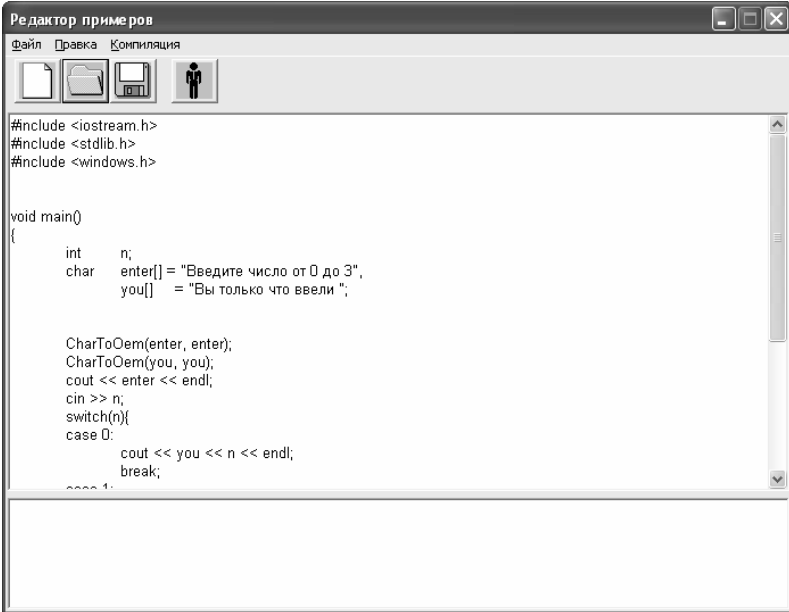 Редактор примеров
Файл Правка Компиляция
#include <iostream.h>
#include <stdlib.h>
#include <windows.h>
void main()
{
int n;
char enter[] = "Введите число от 0 до 3",
you[] = "Вы только что ввели ";
CharToOem(enter, enter);
CharToOem(you, you);
cout << enter << endl;
cin >> n;
switch(n){
case 0:
cout << you << n << endl;
break;
case 1: